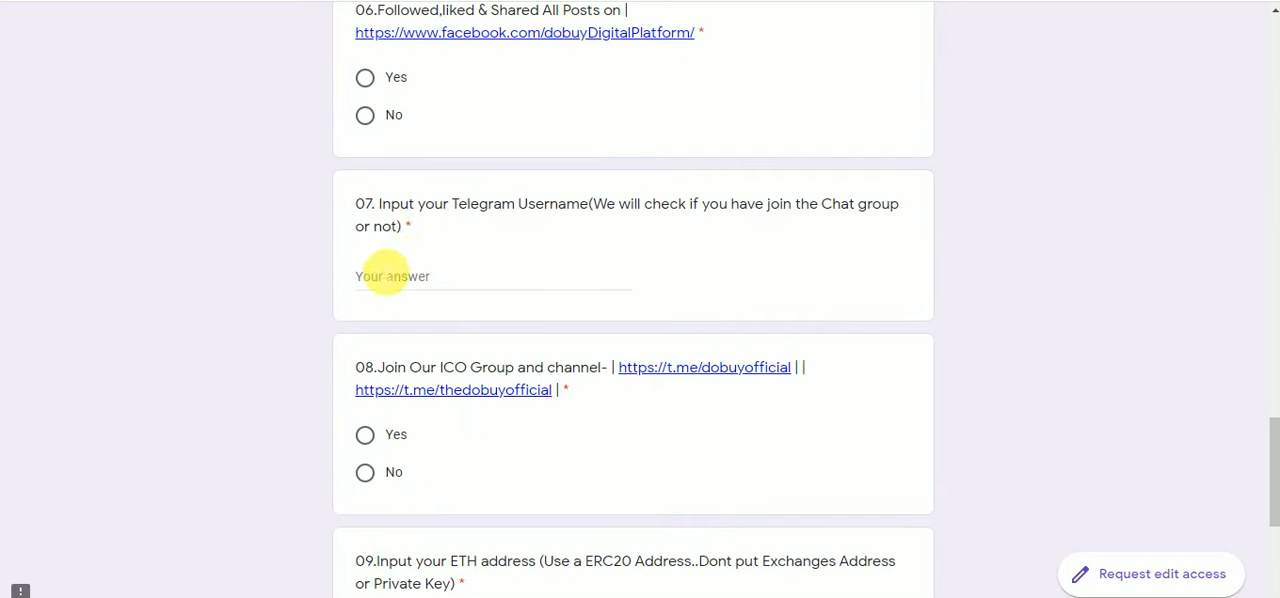 06.Followed,liked & Shared All Posts on |
https://www.facebook.com/dobuyDigitalPlatform/ *
Yes
No
07. Input your Telegram Username(We will check if you have join the Chat group
or not) *
Your answer
08.Join Our ICO Group and channel- | https://t.me/dobuyofficial | |
https://t.me/thedobuyofficial | *
Yes
No
09.Input your ETH address (Use a ERC20 Address..Dont put Exchanges Address
or Private Key) *
Request edit access